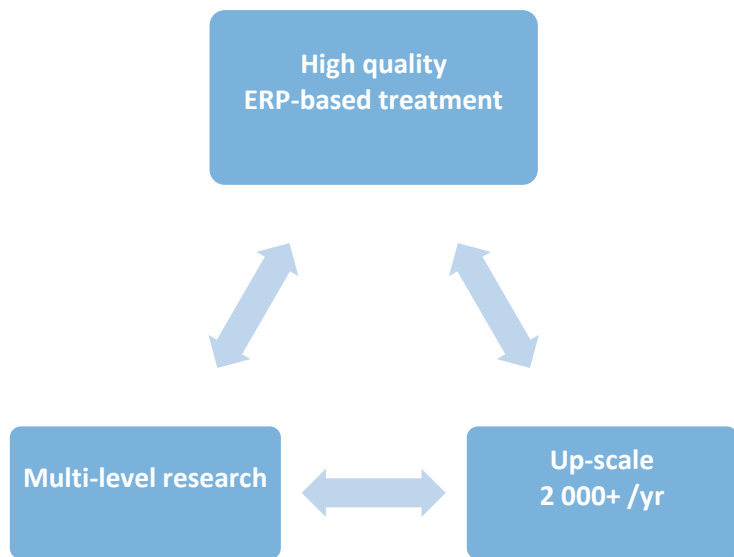 High quality
ERP-based treatment
Multi-level research
Up-scale
2 000+ /yr